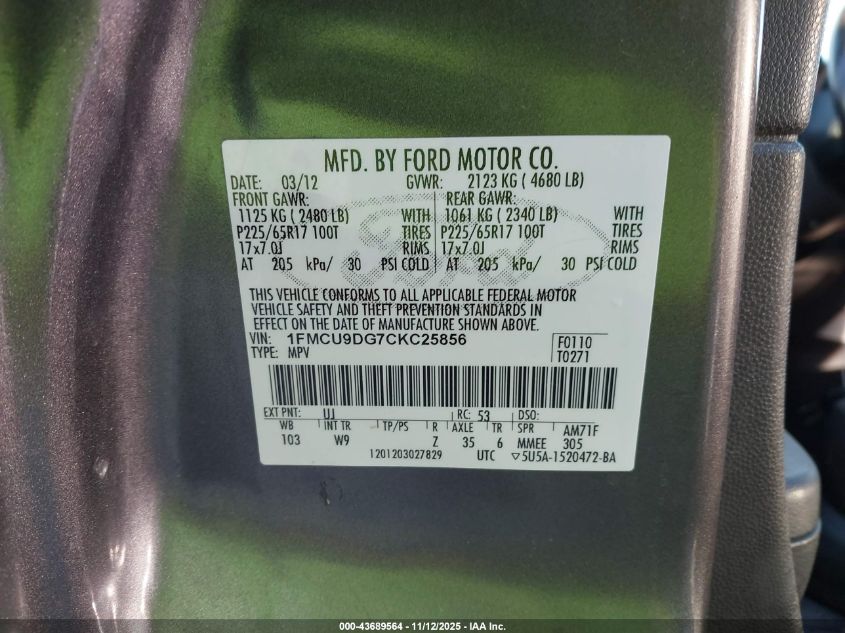 MFD. BY FORD MOTOR CO.
DATE: 03/12 GVWR: 2123 KG ( 4680 LB)
FRONT GAWR: REAR GAWR:
1125 KG ( 2480 LB) WITH 1061 KG ( 2340 LB) WITH
P225/65R17 100T TIRES P225/65R17 100T TIRES
17x7.0J RIMS 17x7.0J RIMS
AT 205 kPa/ 30 PSI COLD AT 205 kPa/ 30 PSI COLD
Ford
THIS VEHICLE CONFORMS TO ALL APPLICABLE FEDERAL MOTOR
VEHICLE SAFETY AND THEFT PREVENTION STANDARDS IN
EFFECT ON THE DATE OF MANUFACTURE SHOWN ABOVE.
VIN: 1FMCU9DG7CKC25856 F0110
TYPE: MPV T0271
EXT PNT: UJ RC: 53 DSO:
WB INT TR TP/PS R AXLE TR SPR AM71F
103 W9 Z 35 6 MMEE 305
1201203027829 UTC ▽5U5A-1520472-BA
000-43689564 - 11/12/2025 - IAA Inc.